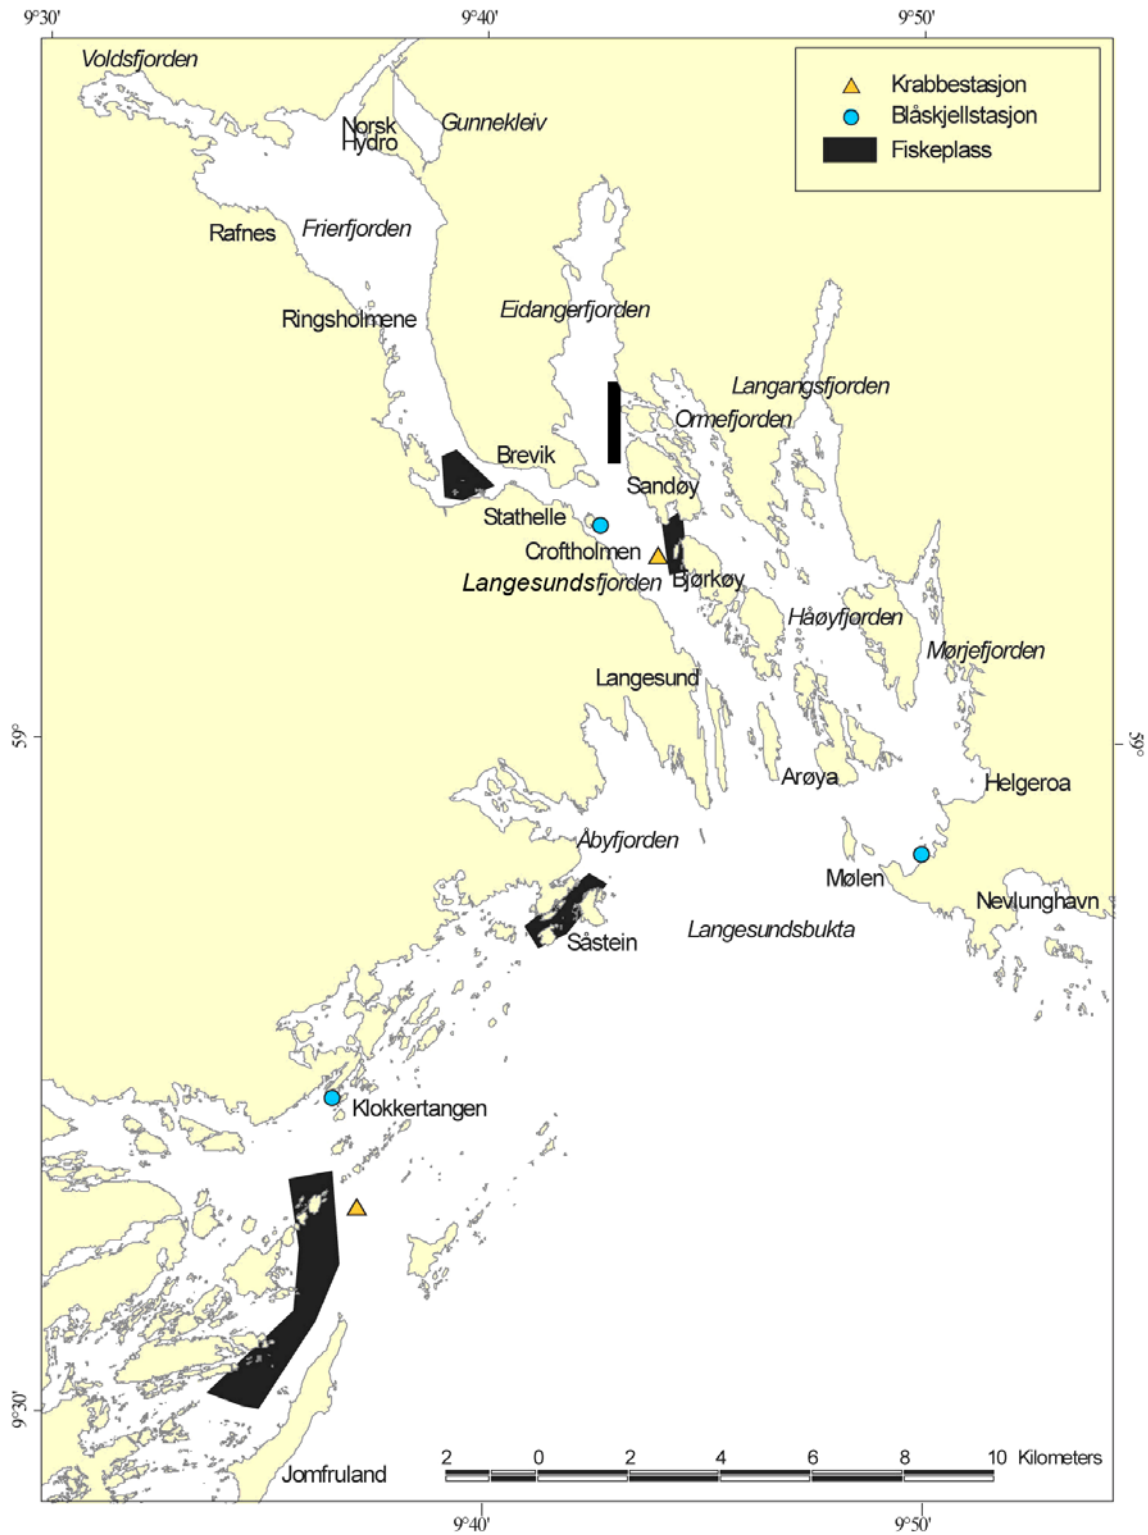 9°30'
9°40'
9°50'
Voldsfjorden
Krabbestasjon
Blåskjellstasjon
Fiskeplass
Norsk
Hydro
Gunnekleiv
Rafnes
Frierfjorden
Ringsholmene
Eidangerfjorden
Langangsfjorden
Ormefjorden
Brevik
Sandøy
Stathelle
Croftholmen
Langesundsfjorden
Bjørkøy
Håøyfjorden
Mørjefjorden
Langesund
59°
59°
Arøya
Helgeroa
Åbyfjorden
Mølen
Nevlunghavn
Langesundsbukta
Såstein
Klokkertangen
9°30'
Jomfruland
2 0 2 4 6 8 10 Kilometers
9°40'
9°50'